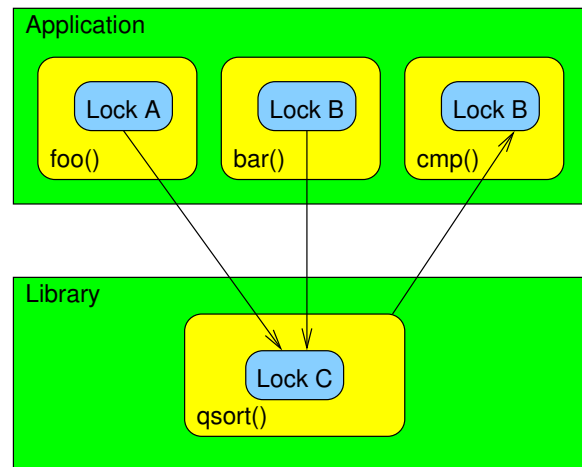 Application
Lock A
Lock B
Lock B
foo()
bar()
cmp()
Library
Lock C
qsort()